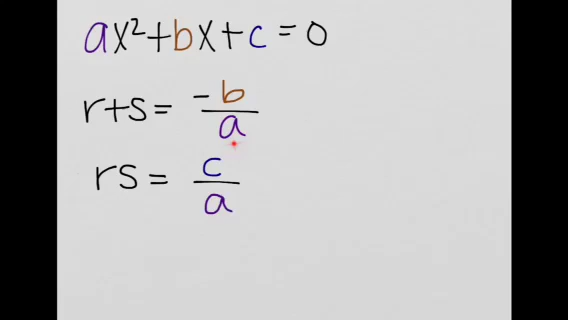 ax²+bx+c=0
r+s= -b/a
rs= c/a